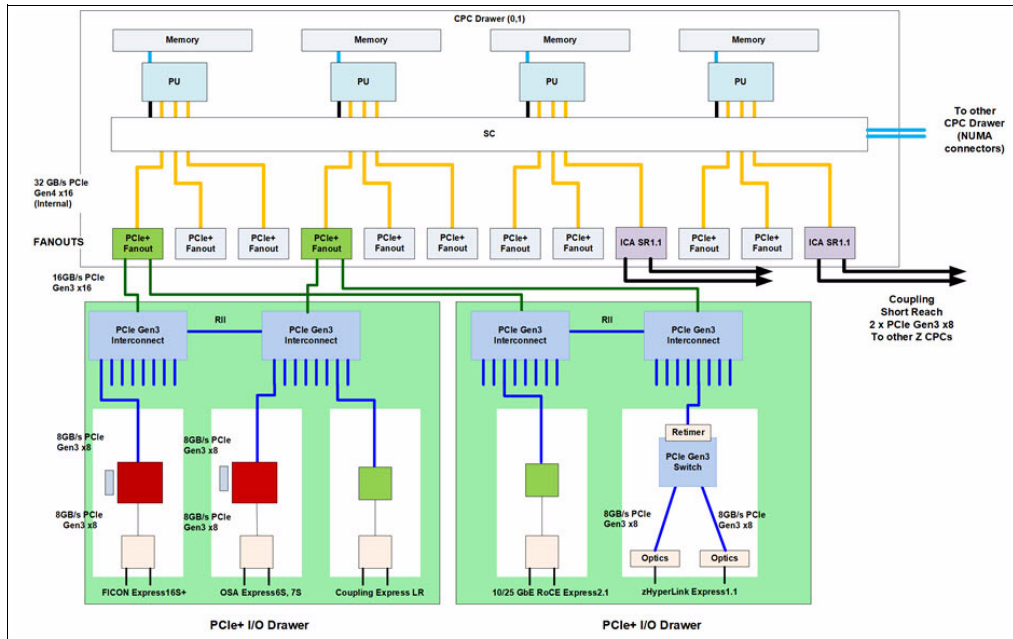 CPC Drawer (0,1)
Memory
Memory
Memory
Memory
PU
PU
PU
PU
To other
CPC Drawer
(NUMA
connectors)
SC
32 GB/s PCIe
Gen4 x16
(Internal)
FANOUTS
PCIe+
Fanout
PCIe+
Fanout
PCIe+
Fanout
PCIe+
Fanout
PCIe+
Fanout
PCIe+
Fanout
PCIe+
Fanout
PCIe+
Fanout
ICA SR1.1
PCIe+
Fanout
PCIe+
Fanout
ICA SR1.1
16GB/s PCIe
Gen3 x16
Coupling
Short Reach
2 x PCIe Gen3 x8
To other Z CPCs
PCIe Gen3
Interconnect
RII
PCIe Gen3
Interconnect
PCIe Gen3
Interconnect
RII
PCIe Gen3
Interconnect
8GB/s PCIe
Gen3 x8
8GB/s PCIe
Gen3 x8
Retimer
PCIe Gen3
Switch
8GB/s PCIe
Gen3 x8
8GB/s PCIe
Gen3 x8
8GB/s PCIe
Gen3 x8
8GB/s PCIe
Gen3 x8
Optics
Optics
FICON Express16S+
OSA Express6S, 7S
Coupling Express LR
10/25 GbE RoCE Express2.1
zHyperLink Express1.1
PCIe+ I/O Drawer
PCIe+ I/O Drawer